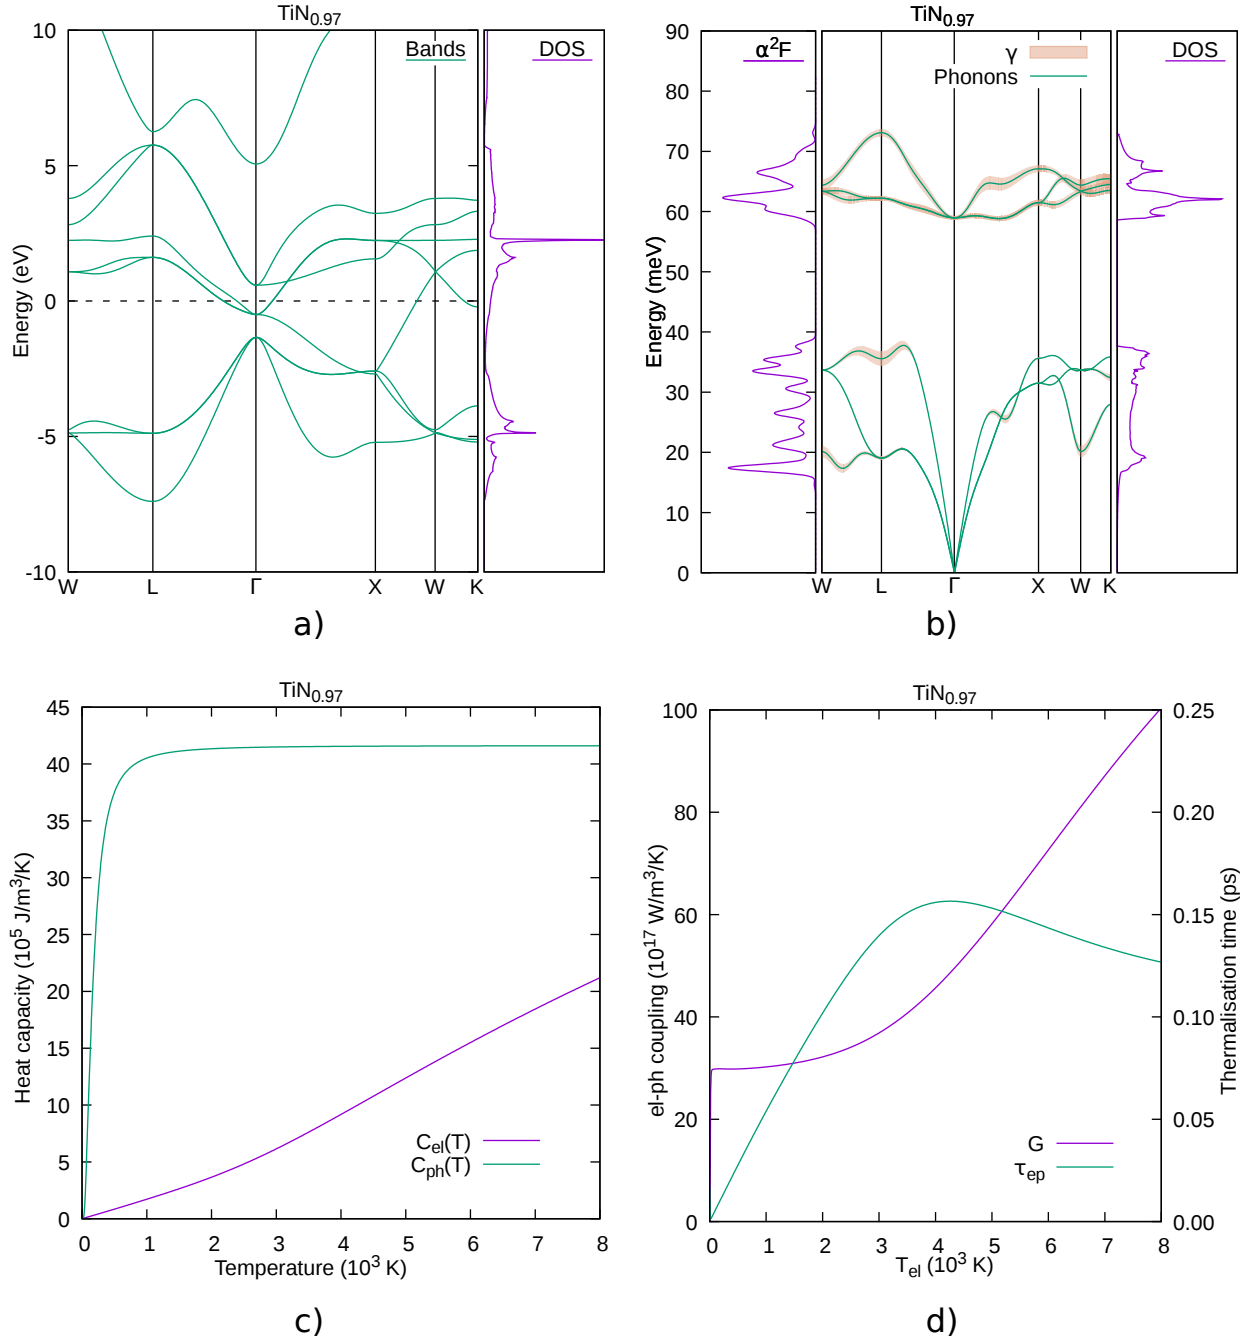 TiN0.97
Bands
DOS
Energy (eV)
10
5
0
-5
-10
W L Γ X W K
a)
TiN0.97
α²F
γ
Phonons
DOS
Energy (meV)
90
80
70
60
50
40
30
20
10
0
W L Γ X W K
b)
TiN0.97
Heat capacity (10⁵ J/m³/K)
45
40
35
30
25
20
15
10
5
0
Cel(T)
Cph(T)
0 1 2 3 4 5 6 7 8
Temperature (10³ K)
c)
TiN0.97
el-ph coupling (10¹⁷ W/m³/K)
100
80
60
40
20
0
G
τep
0.25
0.20
0.15
0.10
0.05
0.00
Thermalisation time (ps)
0 1 2 3 4 5 6 7 8
Tel (10³ K)
d)